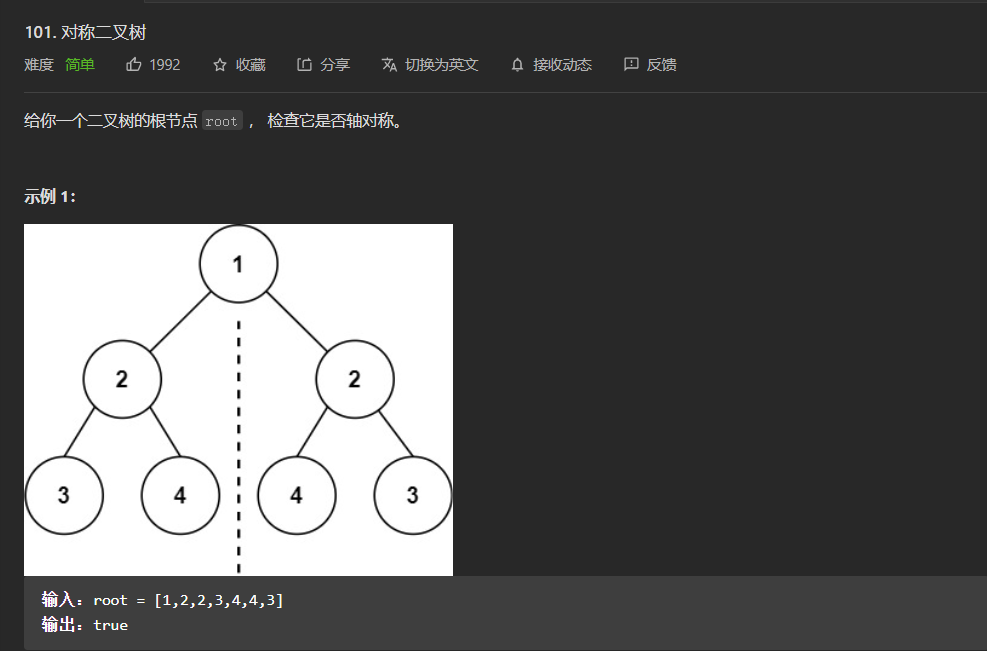 101. 对称二叉树
难度 简单 1992 收藏 分享 切换为英文 接收动态 反馈
给你一个二叉树的根节点 root ， 检查它是否轴对称。
示例 1：
1
2 2
3 4 4 3
输入：root = [1,2,2,3,4,4,3]
输出：true